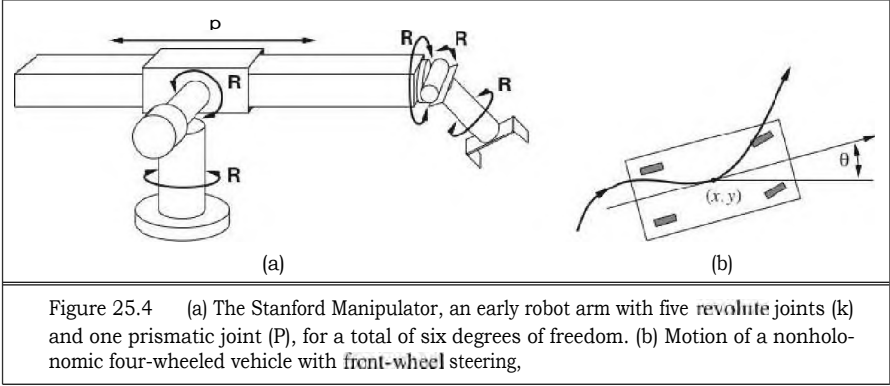 P
R
R
R
R
R
θ
(x, y)
(a)
(b)
Figure 25.4 (a) The Stanford Manipulator, an early robot arm with five revolute joints (k)
and one prismatic joint (P), for a total of six degrees of freedom. (b) Motion of a nonholo-
nomic four-wheeled vehicle with front-wheel steering,